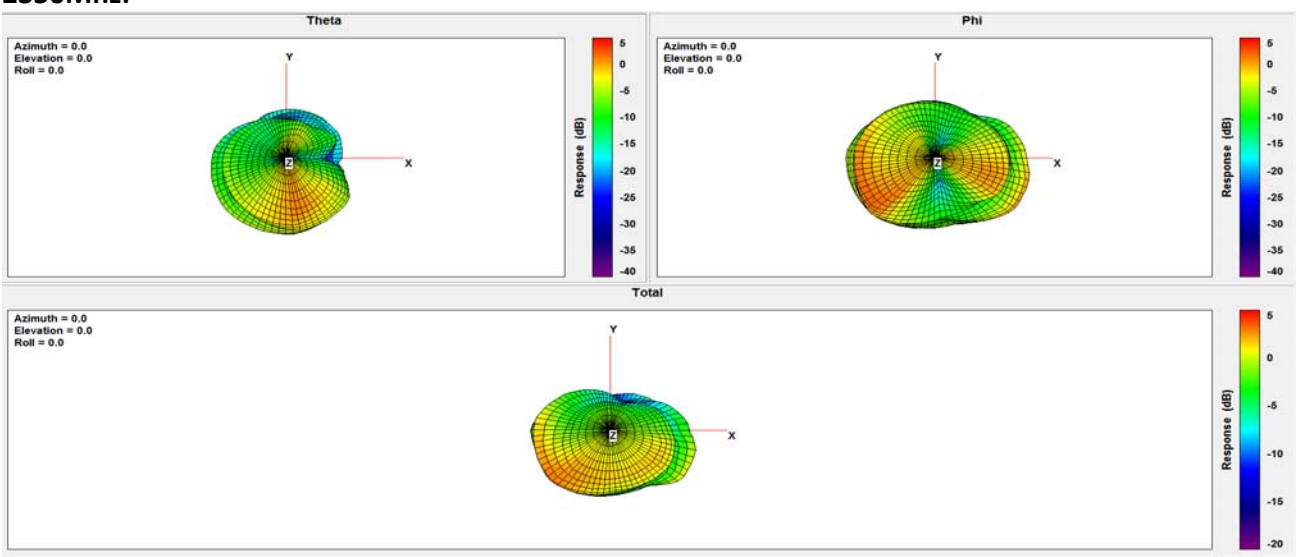 Theta
Azimuth = 0.0
Elevation = 0.0
Roll = 0.0
Y
X
Z
5
0
-5
-10
-15
-20
-25
-30
-35
-40
Response (dB)
Phi
Azimuth = 0.0
Elevation = 0.0
Roll = 0.0
Y
X
Z
5
0
-5
-10
-15
-20
-25
-30
-35
-40
Response (dB)
Total
Azimuth = 0.0
Elevation = 0.0
Roll = 0.0
Y
X
Z
5
0
-5
-10
-15
-20
Response (dB)